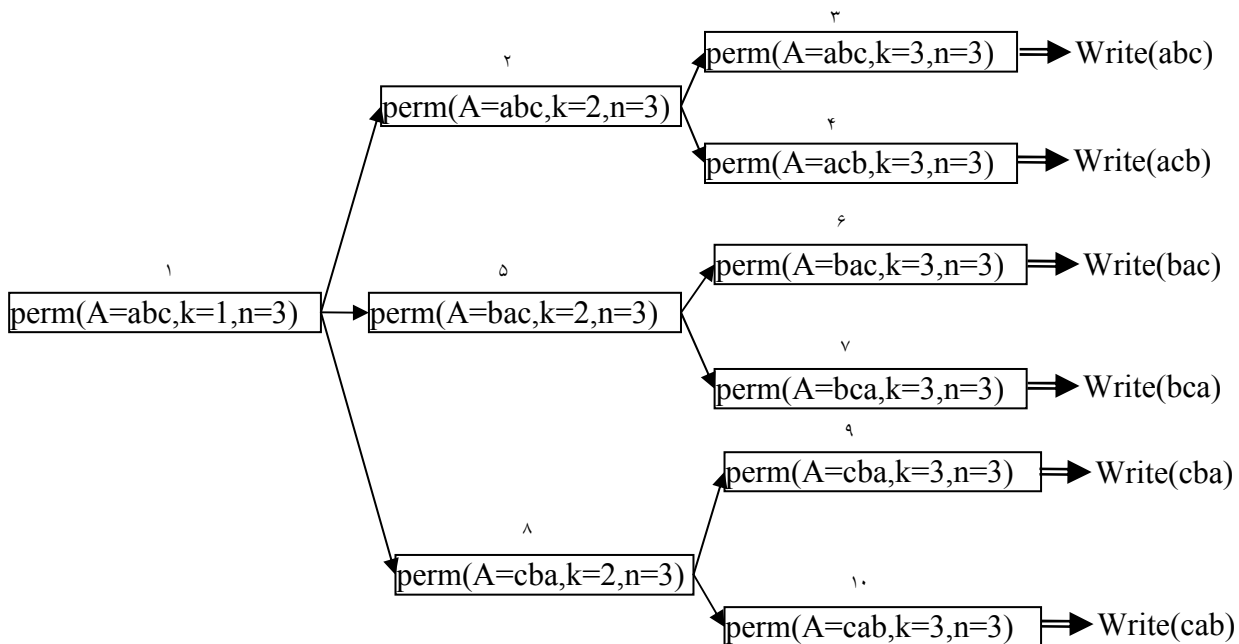 ۱
perm(A=abc,k=1,n=3)
۲
perm(A=abc,k=2,n=3)
۳
perm(A=abc,k=3,n=3) Write(abc)
۴
perm(A=acb,k=3,n=3) Write(acb)
۵
perm(A=bac,k=2,n=3)
۶
perm(A=bac,k=3,n=3) Write(bac)
۷
perm(A=bca,k=3,n=3) Write(bca)
۸
perm(A=cba,k=2,n=3)
۹
perm(A=cba,k=3,n=3) Write(cba)
۱۰
perm(A=cab,k=3,n=3) Write(cab)